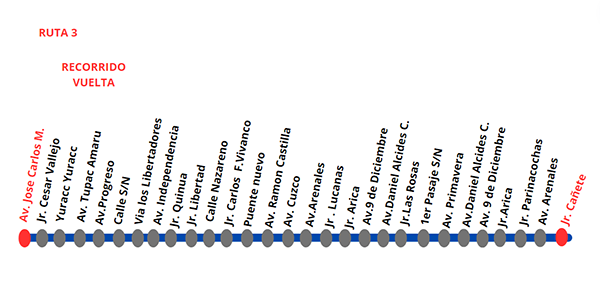 RUTA 3
RECORRIDO
VUELTA
Av. Jose Carlos M.
Jr. Cesar Vallejo
Yuracc Yuracc
Av. Tupac Amaru
Av.Progreso
Calle S/N
Via los Libertadores
Av. Independencia
Jr. Quinua
Jr. Libertad
Calle Nazareno
Jr. Carlos F.Vivanco
Puente nuevo
Av. Ramon Castilla
Av. Cuzco
Av.Arenales
Jr . Lucanas
Jr. Arica
Av.9 de Diciembre
Av.Daniel Alcides C.
Jr.Las Rosas
1er Pasaje S/N
Av. Primavera
Av.Daniel Alcides C.
Av. 9 de Diciembre
Jr.Arica
Jr. Parinacochas
Av. Arenales
Jr. Cañete